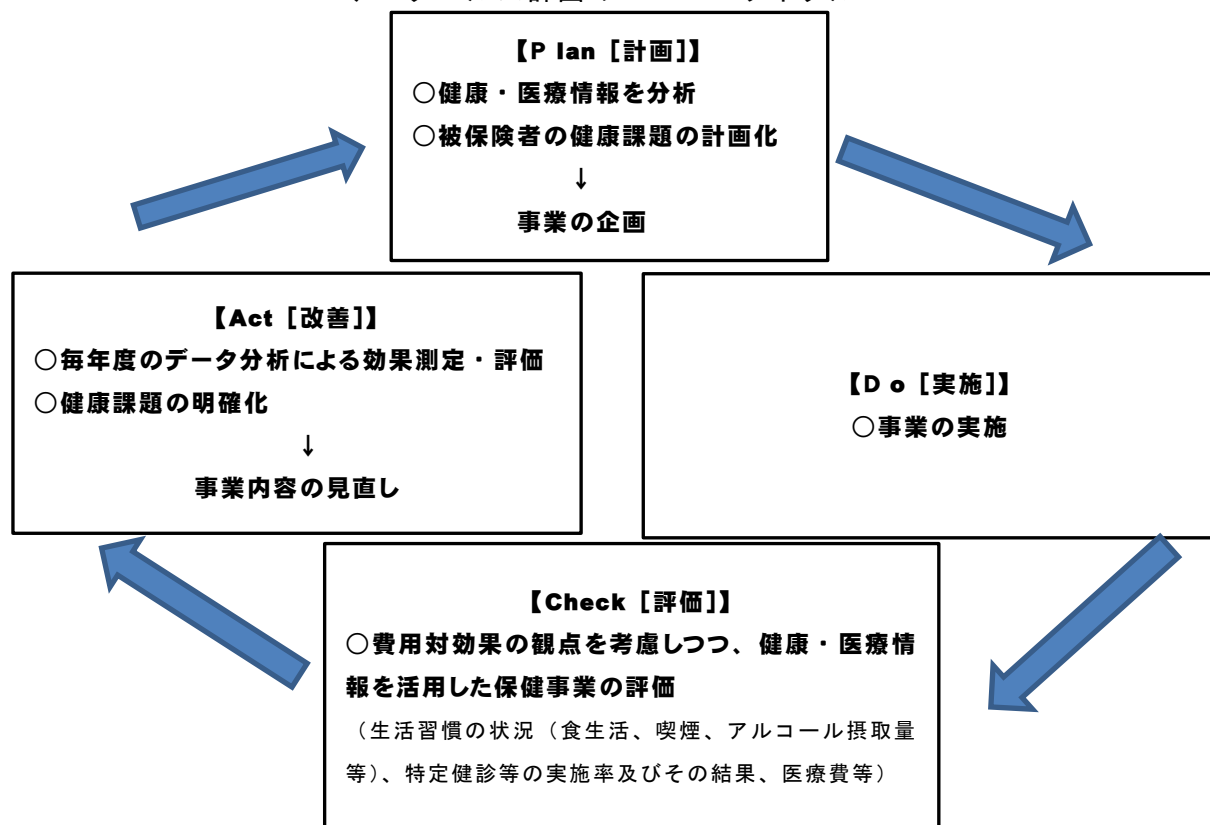 【Plan［計画］】
○健康・医療情報を分析
○被保険者の健康課題の計画化
↓
事業の企画
【Act［改善］】
○毎年度のデータ分析による効果測定・評価
○健康課題の明確化
↓
事業内容の見直し
【Do［実施］】
○事業の実施
【Check［評価］】
○費用対効果の観点を考慮しつつ、健康・医療情
報を活用した保健事業の評価
（生活習慣の状況（食生活、喫煙、アルコール摂取量
等）、特定健診等の実施率及びその結果、医療費等）